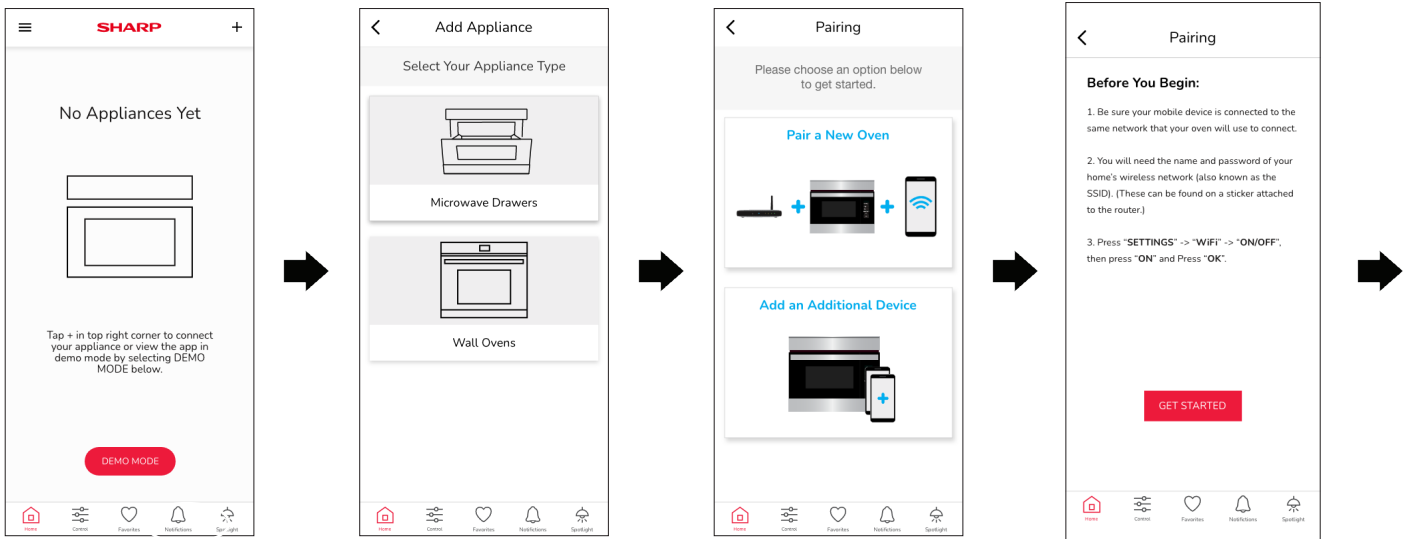 SHARP
+
No Appliances Yet
Tap + in top right corner to connect
your appliance or view the app in
demo mode by selecting DEMO
MODE below.
DEMO MODE
Home
Control
Favorites
Notifictions
Add Appliance
Select Your Appliance Type
Microwave Drawers
Wall Ovens
Home
Control
Favorites
Notifictions
Spotlight
Pairing
Please choose an option below
to get started.
Pair a New Oven
Add an Additional Device
Home
Control
Favorites
Notifictions
Spotlight
Pairing
Before You Begin:
1. Be sure your mobile device is connected to the
same network that your oven will use to connect.
2. You will need the name and password of your
home's wireless network (also known as the
SSID). (These can be found on a sticker attached
to the router.)
3. Press “SETTINGS” -> “WiFi” -> “ON/OFF”,
then press “ON” and Press “OK”.
GET STARTED
Home
Control
Favorites
Notifictions
Spotlight